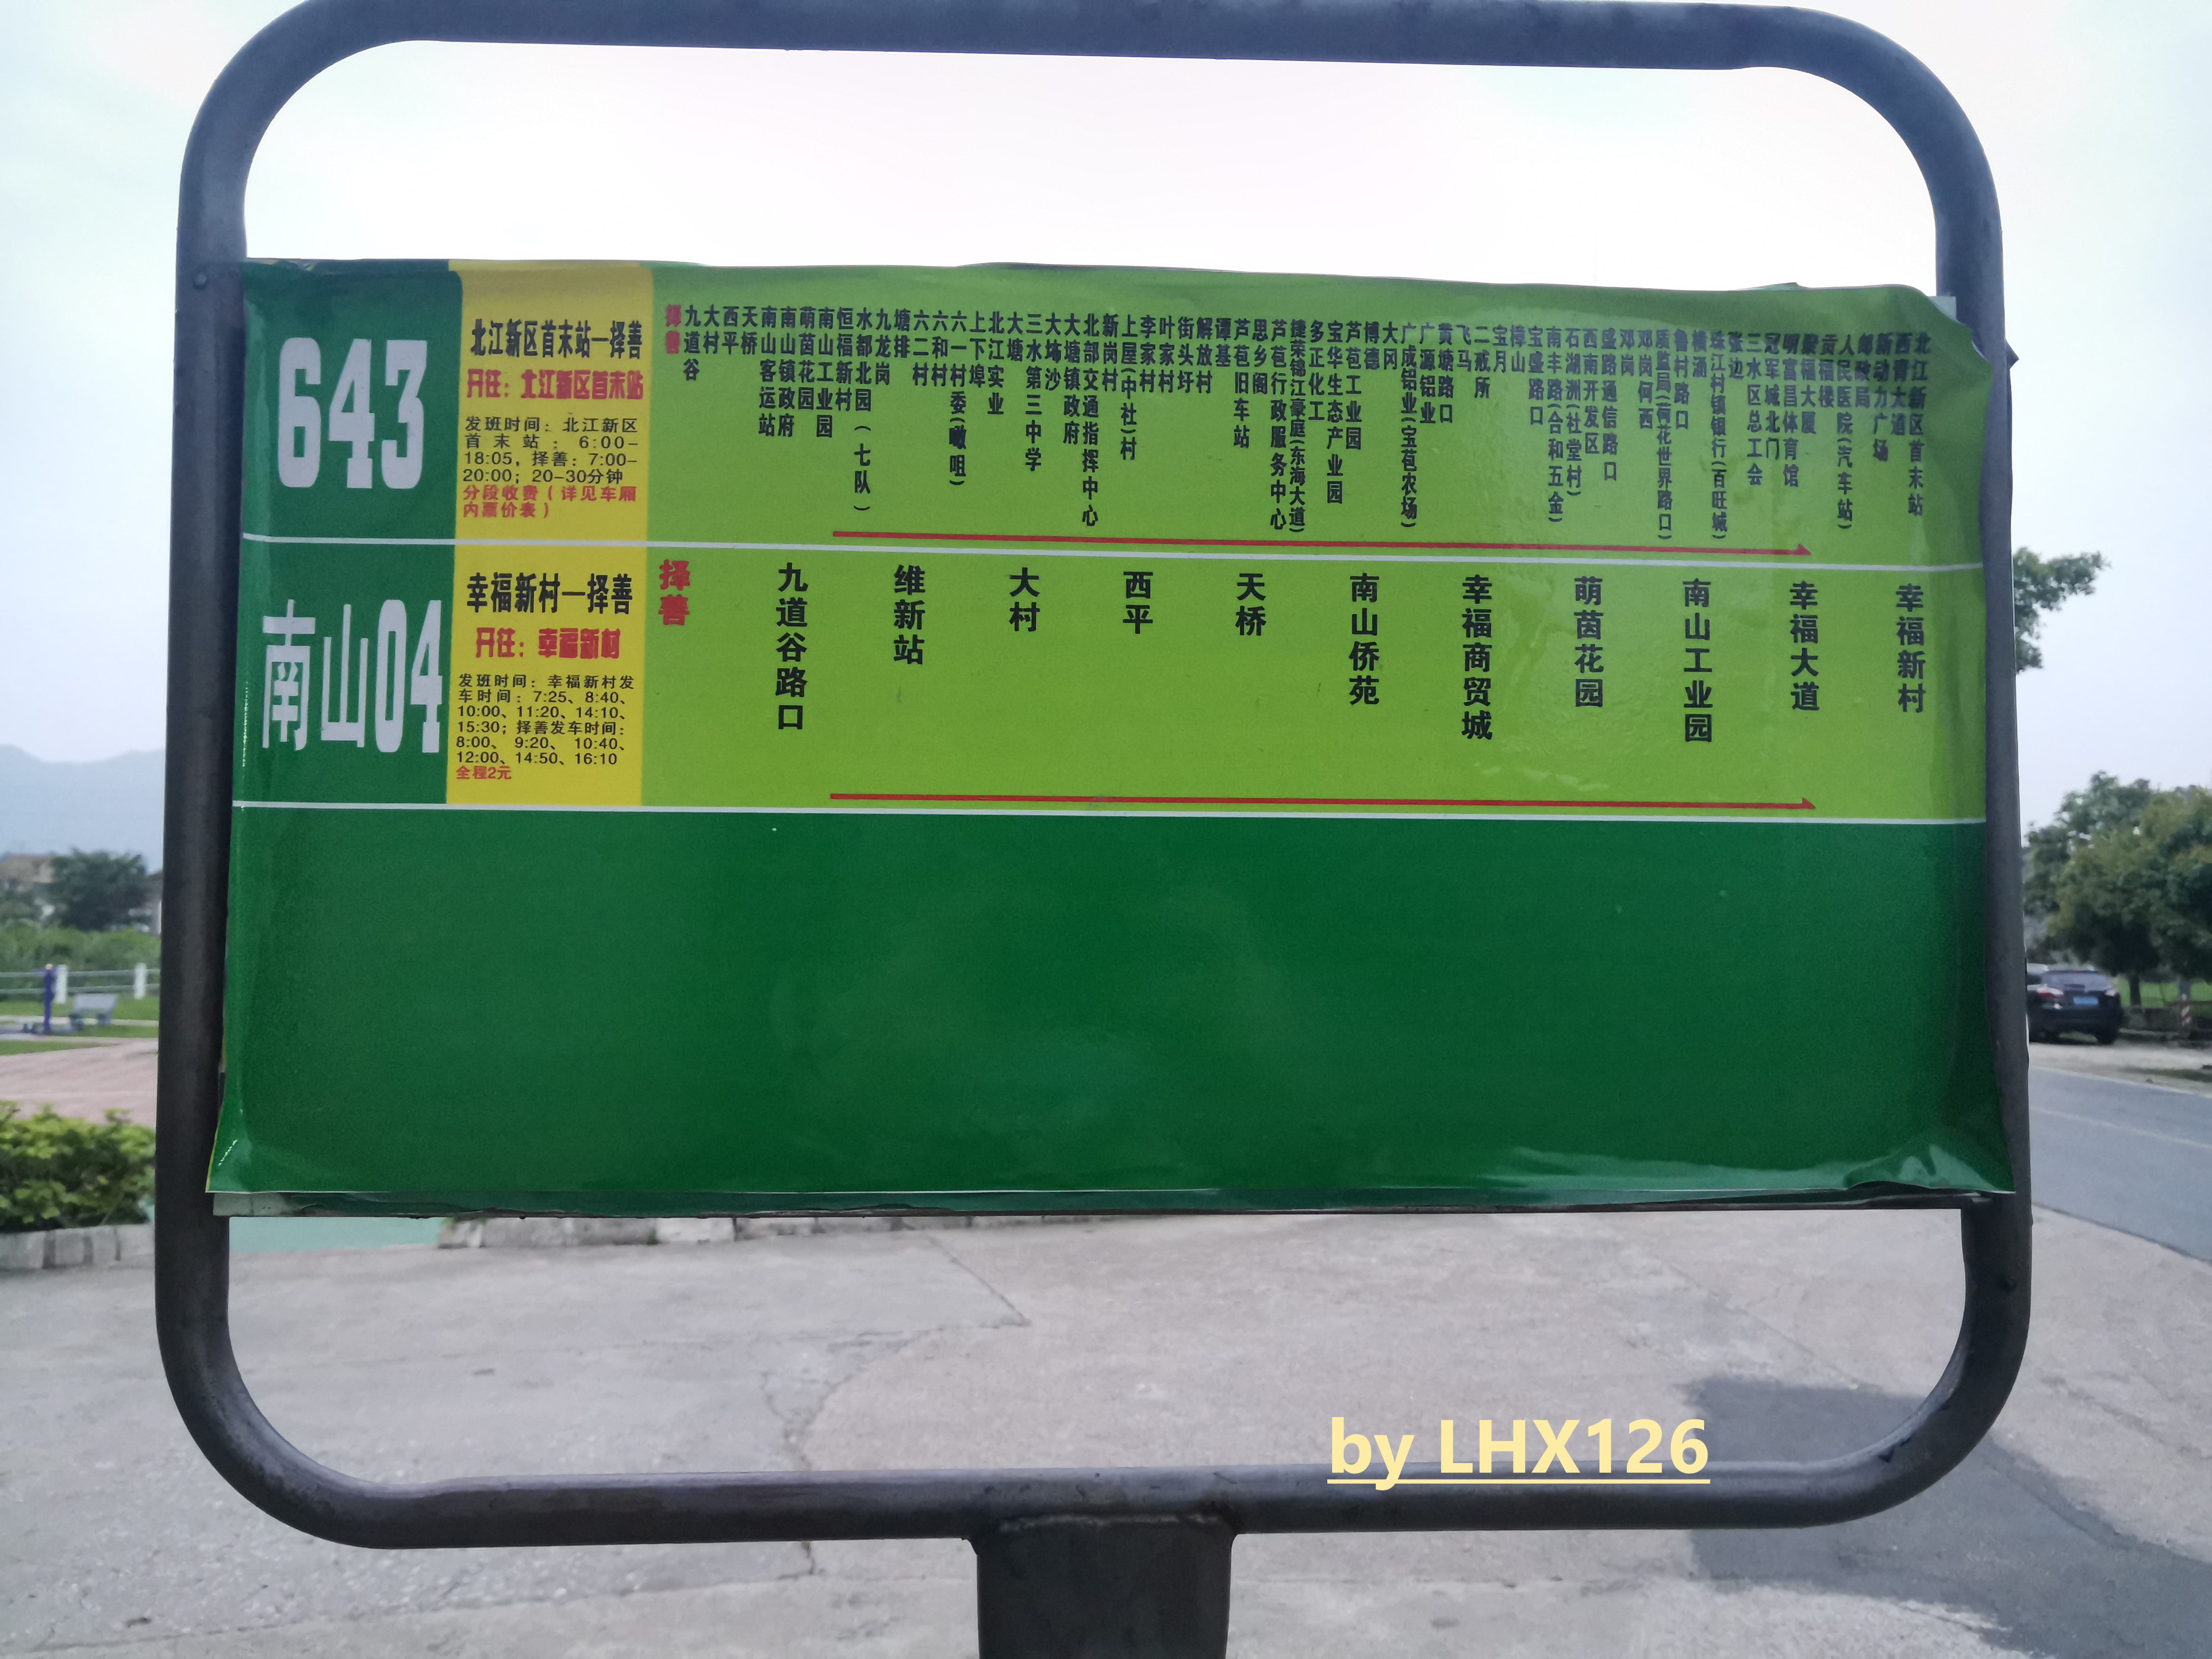 643
北江新区首末站—择善
开往：北江新区首末站
发班时间：北江新区
首末站：6:00-
18:05，择善：7:00-
20:00；20-30分钟
分段收费（详见车厢
内票价表）
择善
九道谷
大村
西平
天桥
南山客运站
南山镇政府
萌茵花园
南山工业园
恒福新村
水都北园（七队）
九龙岗
塘排
六二村
六和村
六一村委(瞰咀)
上下埠
北江实业
大塘
三水第三中学
大㘵沙
大塘镇政府
北部交通指挥中心
新岗村
上屋(中社)村
李家村
叶家村
街头圩
解放村
谭基
芦苞旧车站
思乡阁
芦苞行政服务中心
捷荣锦江豪庭(东海大道)
多正化工
宝华生态产业园
芦苞工业园
博德
大冈
广成铝业(宝苞农场)
广源铝业
黄塘路口
飞马
二戒所
宝月
樟山
宝盛路口
南丰路(合和五金)
石湖洲(社堂村)
西南开发区
盛路通信路口
邓岗
邓岗何西
质监局(荷花世界路口)
鲁村路口
横涌
珠江村镇银行(百旺城)
张边
三水区总工会
冠军城北门
明富昌体育馆
聚福大厦
贡福楼
人民医院(汽车站)
邮政局
新动力广场
西青大道
北江新区首末站
南山04
幸福新村—择善
开往：幸福新村
发班时间：幸福新村发
车时间：7:25、8:40、
10:00、11:20、14:10、
15:30；择善发车时间：
8:00、9:20、10:40、
12:00、14:50、16:10
全程2元
择善
九道谷路口
维新站
大村
西平
天桥
南山侨苑
幸福商贸城
萌茵花园
南山工业园
幸福大道
幸福新村
by LHX126